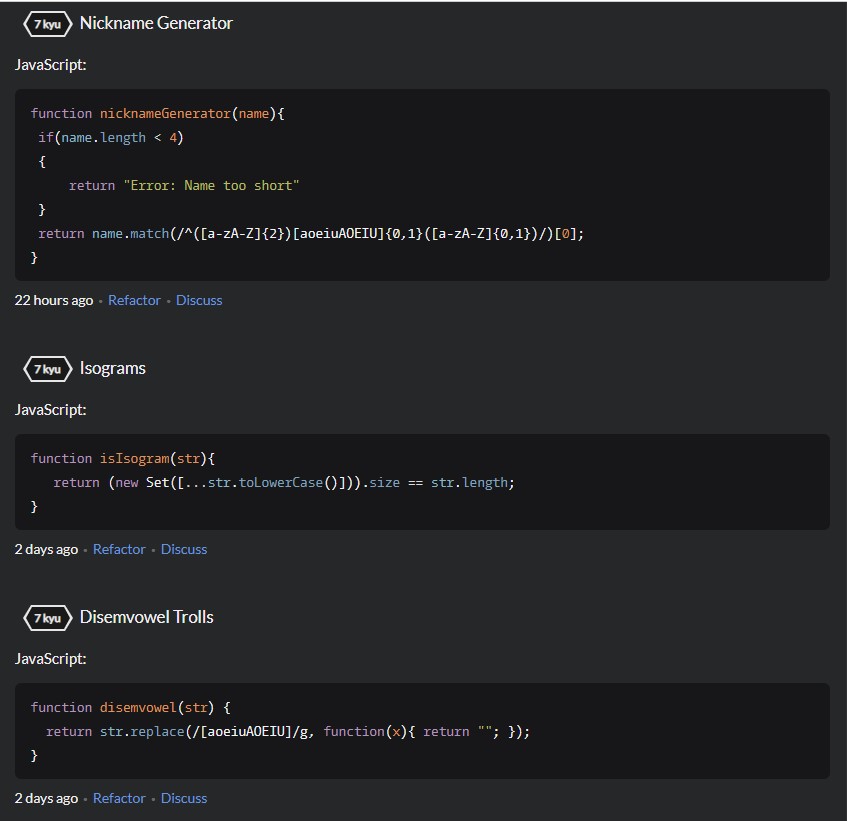 7 kyu Nickname Generator
JavaScript:
function nicknameGenerator(name){
 if(name.length < 4)
 {
     return "Error: Name too short"
 }
 return name.match(/^([a-zA-Z]{2})[aoeiuAOEIU]{0,1}([a-zA-Z]{0,1})/)[0];
}
22 hours ago • Refactor • Discuss
7 kyu Isograms
JavaScript:
function isIsogram(str){
   return (new Set([...str.toLowerCase()])).size == str.length;
}
2 days ago • Refactor • Discuss
7 kyu Disemvowel Trolls
JavaScript:
function disemvowel(str) {
  return str.replace(/[aoeiuAOEIU]/g, function(x){ return ""; });
}
2 days ago • Refactor • Discuss